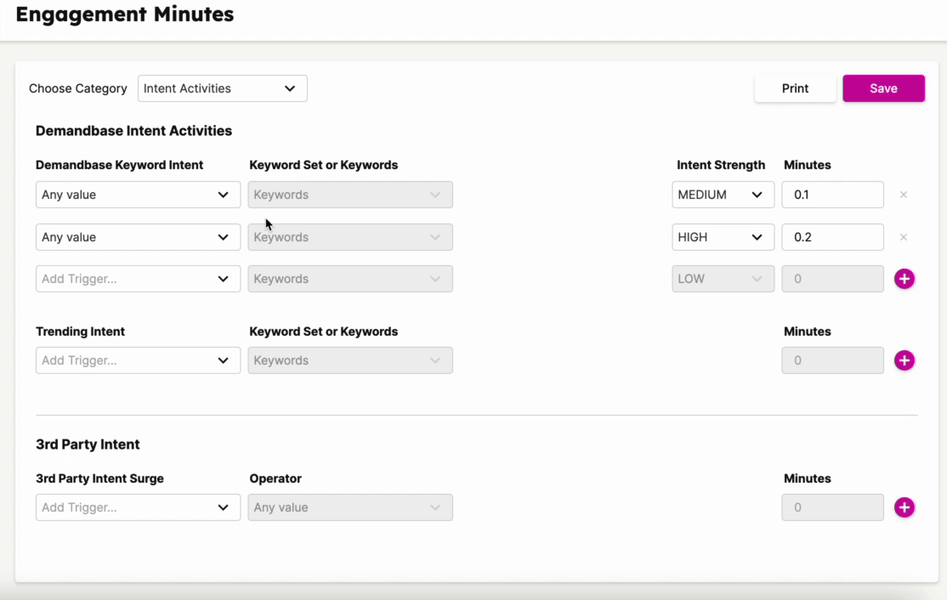 Engagement Minutes
Choose Category Intent Activities Print Save
Demandbase Intent Activities
Demandbase Keyword Intent Keyword Set or Keywords Intent Strength Minutes
Any value Keywords MEDIUM 0.1 ×
Any value Keywords HIGH 0.2 ×
Add Trigger... Keywords LOW 0 +
Trending Intent Keyword Set or Keywords Minutes
Add Trigger... Keywords 0 +
3rd Party Intent
3rd Party Intent Surge Operator Minutes
Add Trigger... Any value 0 +